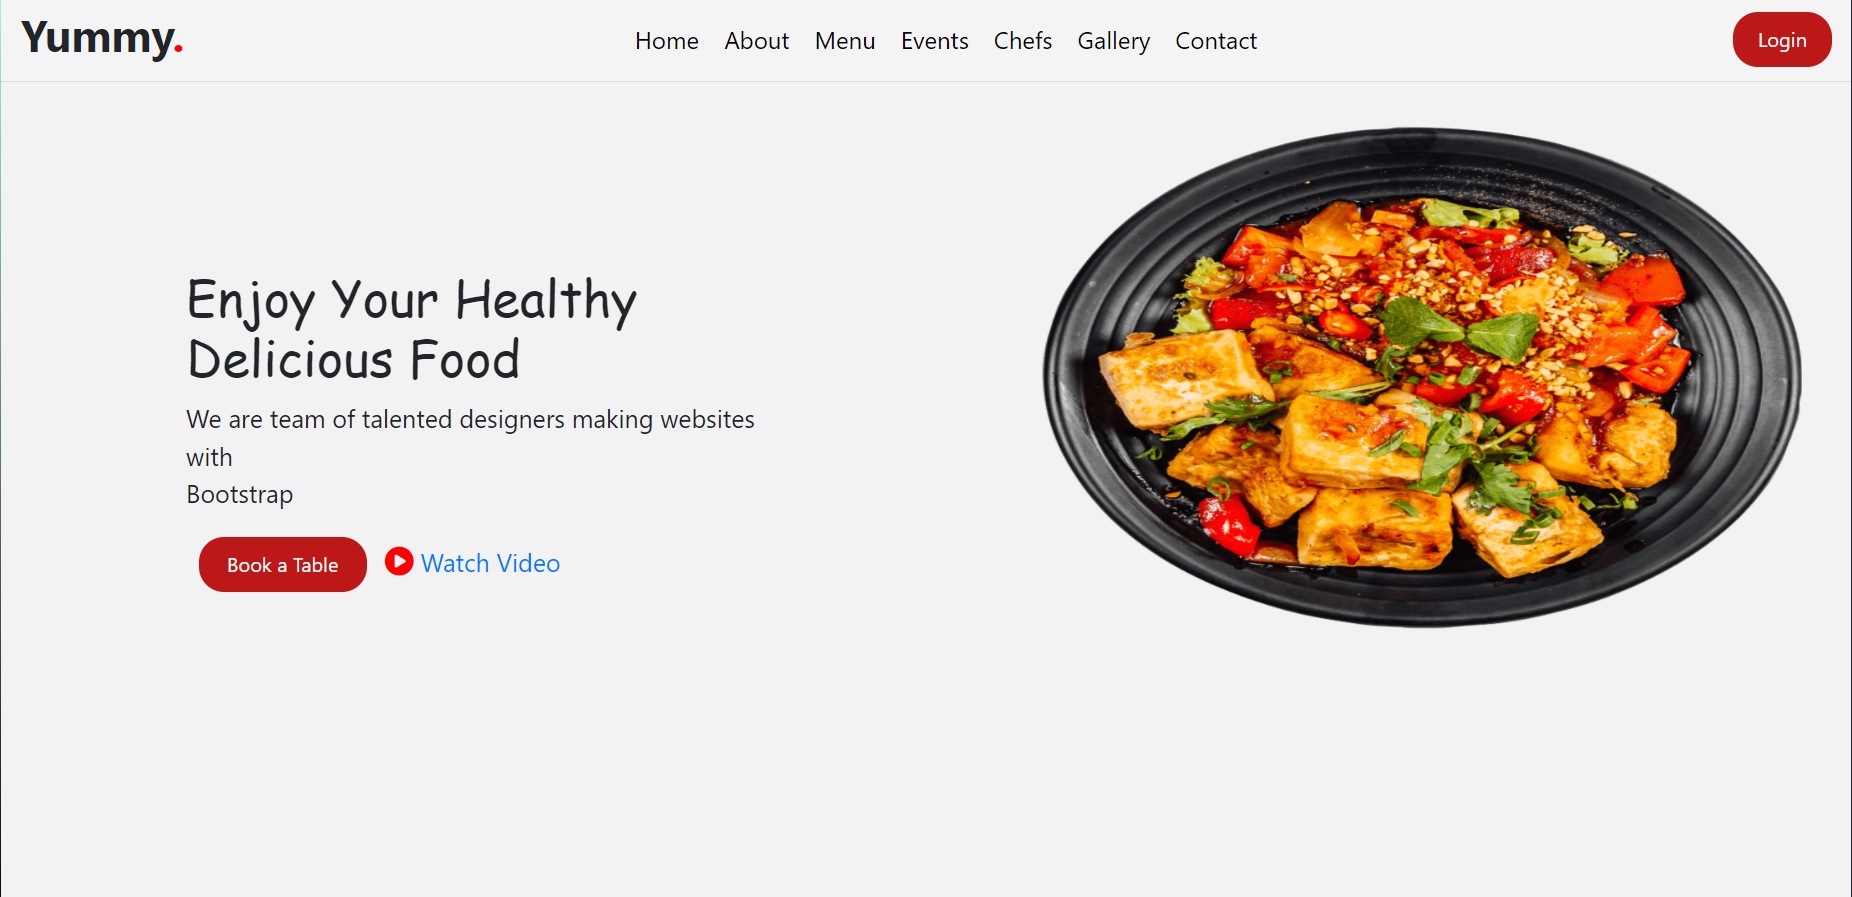 Yummy.
Home About Menu Events Chefs Gallery Contact
Login
Enjoy Your Healthy
Delicious Food
We are team of talented designers making websites
with
Bootstrap
Book a Table
Watch Video